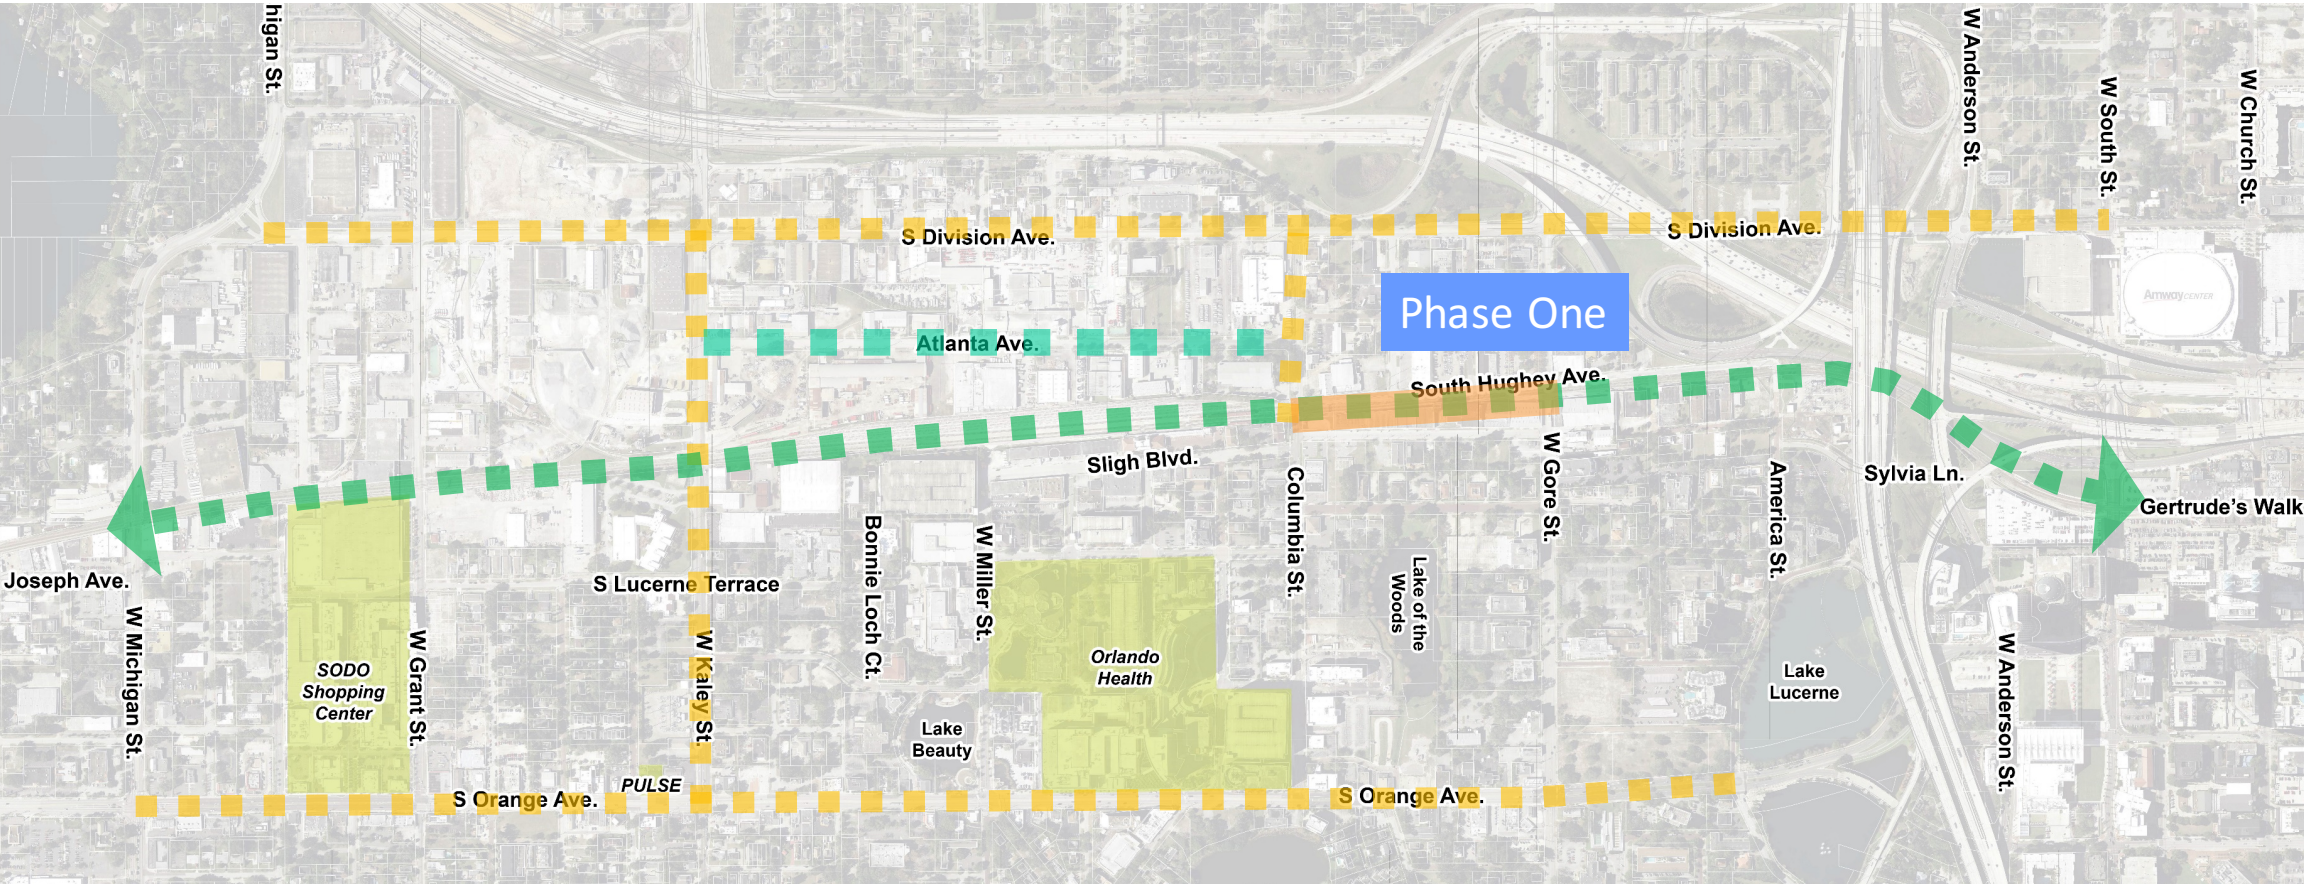 higan St.
W Anderson St.
W South St.
W Church St.
S Division Ave.
S Division Ave.
Amway CENTER
Phase One
Atlanta Ave.
South Hughey Ave.
Sligh Blvd.
Columbia St.
W Gore St.
America St.
Sylvia Ln.
Gertrude's Walk
Joseph Ave.
W Michigan St.
SODO
Shopping
Center
W Grant St.
S Lucerne Terrace
W Kaley St.
Bonnie Loch Ct.
W Miller St.
Orlando
Health
Lake of the
Woods
Lake
Lucerne
W Anderson St.
Lake
Beauty
PULSE
S Orange Ave.
S Orange Ave.